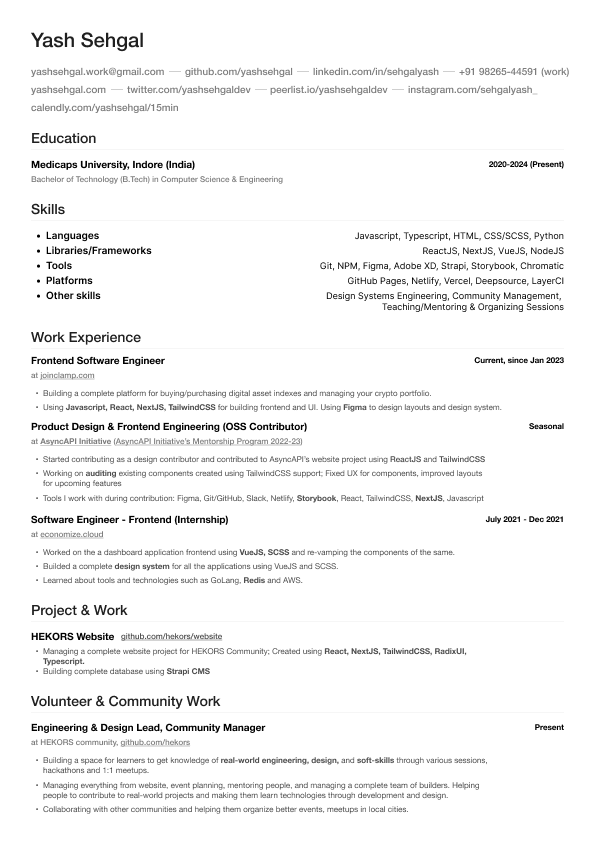 Yash Sehgal
yashsehgal.work@gmail.com — github.com/yashsehgal — linkedin.com/in/sehgalyash — +91 98265-44591 (work)
yashsehgal.com — twitter.com/yashsehgaldev — peerlist.io/yashsehgaldev — instagram.com/sehgalyash_
calendly.com/yashsehgal/15min
Education
Medicaps University, Indore (India) 2020-2024 (Present)
Bachelor of Technology (B.Tech) in Computer Science & Engineering
Skills
• Languages Javascript, Typescript, HTML, CSS/SCSS, Python
• Libraries/Frameworks ReactJS, NextJS, VueJS, NodeJS
• Tools Git, NPM, Figma, Adobe XD, Strapi, Storybook, Chromatic
• Platforms GitHub Pages, Netlify, Vercel, Deepsource, LayerCI
• Other skills Design Systems Engineering, Community Management,
Teaching/Mentoring & Organizing Sessions
Work Experience
Frontend Software Engineer Current, since Jan 2023
at joinclamp.com
• Building a complete platform for buying/purchasing digital asset indexes and managing your crypto portfolio.
• Using Javascript, React, NextJS, TailwindCSS for building frontend and UI. Using Figma to design layouts and design system.
Product Design & Frontend Engineering (OSS Contributor) Seasonal
at AsyncAPI Initiative (AsyncAPI Initiative's Mentorship Program 2022-23)
• Started contributing as a design contributor and contributed to AsyncAPI's website project using ReactJS and TailwindCSS
• Working on auditing existing components created using TailwindCSS support; Fixed UX for components, improved layouts
for upcoming features
• Tools I work with during contribution: Figma, Git/GitHub, Slack, Netlify, Storybook, React, TailwindCSS, NextJS, Javascript
Software Engineer - Frontend (Internship) July 2021 - Dec 2021
at economize.cloud
• Worked on the a dashboard application frontend using VueJS, SCSS and re-vamping the components of the same.
• Builded a complete design system for all the applications using VueJS and SCSS.
• Learned about tools and technologies such as GoLang, Redis and AWS.
Project & Work
HEKORS Website github.com/hekors/website
• Managing a complete website project for HEKORS Community; Created using React, NextJS, TailwindCSS, RadixUI,
Typescript.
• Building complete database using Strapi CMS
Volunteer & Community Work
Engineering & Design Lead, Community Manager Present
at HEKORS community, github.com/hekors
• Building a space for learners to get knowledge of real-world engineering, design, and soft-skills through various sessions,
hackathons and 1:1 meetups.
• Managing everything from website, event planning, mentoring people, and managing a complete team of builders. Helping
people to contribute to real-world projects and making them learn technologies through development and design.
• Collaborating with other communities and helping them organize better events, meetups in local cities.